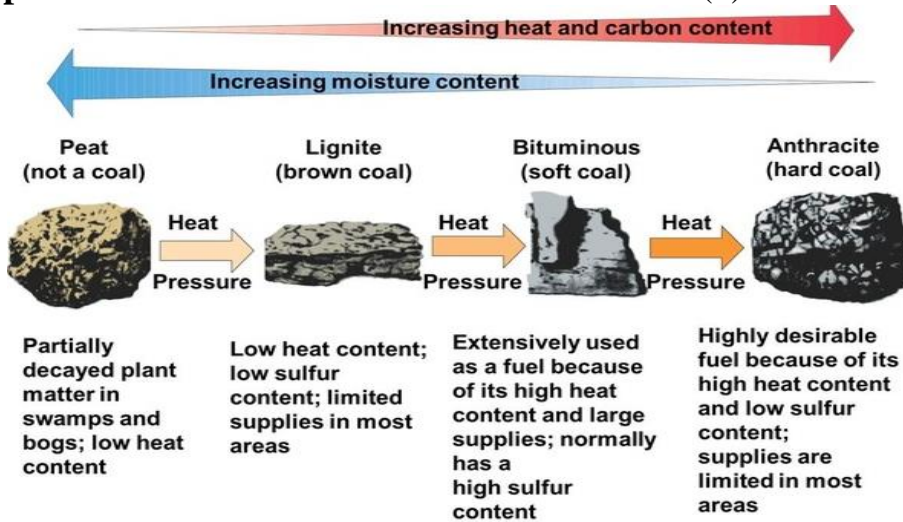 Increasing heat and carbon content
Increasing moisture content
Peat
(not a coal)
Lignite
(brown coal)
Bituminous
(soft coal)
Anthracite
(hard coal)
Heat
Pressure
Heat
Pressure
Heat
Pressure
Partially
decayed plant
matter in
swamps and
bogs; low heat
content
Low heat content;
low sulfur
content; limited
supplies in most
areas
Extensively used
as a fuel because
of its high heat
content and large
supplies; normally
has a
high sulfur
content
Highly desirable
fuel because of its
high heat content
and low sulfur
content;
supplies are
limited in most
areas